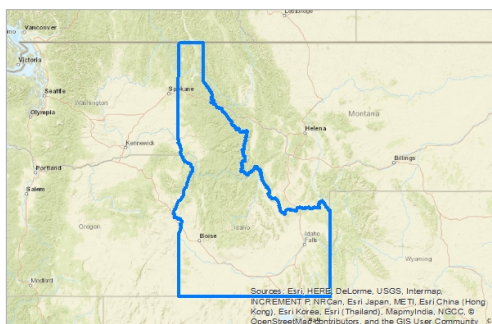 Lethbridge
Vancouver
Victoria
Seattle
Spokane
Olympia
Washington
Montana
Helena
Kennewick
Billings
Portland
Salem
Oregon
Boise
Idaho
Idaho
Falls
Wyoming
Medford
Sources: Esri, HERE, DeLorme, USGS, Intermap,
INCREMENT P, NRCan, Esri Japan, METI, Esri China (Hong
Kong), Esri Korea, Esri (Thailand), MapmyIndia, NGCC, ©
OpenStreetMap contributors, and the GIS User Community